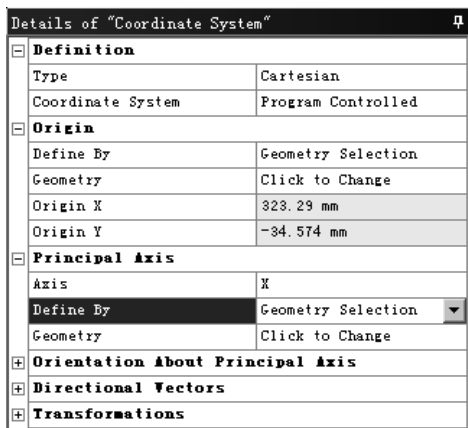 Details of "Coordinate System"
Definition
Type Cartesian
Coordinate System Program Controlled
Origin
Define By Geometry Selection
Geometry Click to Change
Origin X 323.29 mm
Origin Y -34.574 mm
Principal Axis
Axis X
Define By Geometry Selection
Geometry Click to Change
Orientation About Principal Axis
Directional Vectors
Transformations